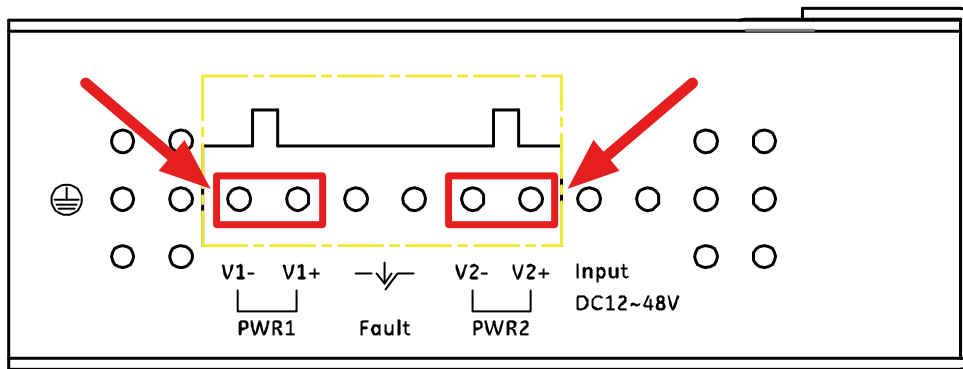 V1- V1+ V2- V2+ Input
DC12~48V
PWR1 Fault PWR2